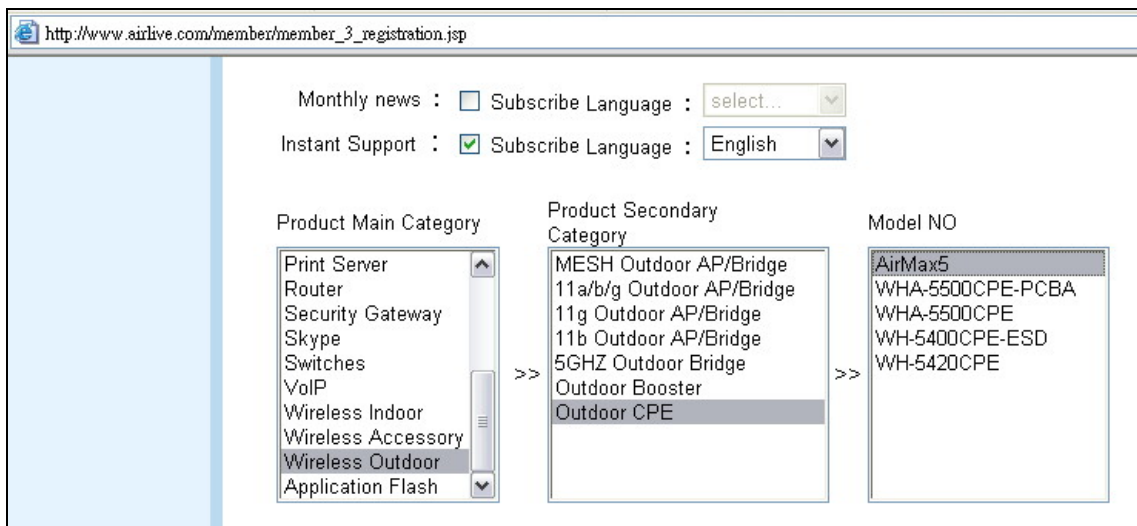 http://www.airlive.com/member/member_3_registration.jsp
Monthly news : Subscribe Language : select...
Instant Support : Subscribe Language : English
Product Main Category
Print Server
Router
Security Gateway
Skype
Switches
VoIP
Wireless Indoor
Wireless Accessory
Wireless Outdoor
Application Flash
>>
Product Secondary
Category
MESH Outdoor AP/Bridge
11a/b/g Outdoor AP/Bridge
11g Outdoor AP/Bridge
11b Outdoor AP/Bridge
5GHZ Outdoor Bridge
Outdoor Booster
Outdoor CPE
>>
Model NO
AirMax5
WHA-5500CPE-PCBA
WHA-5500CPE
WH-5400CPE-ESD
WH-5420CPE